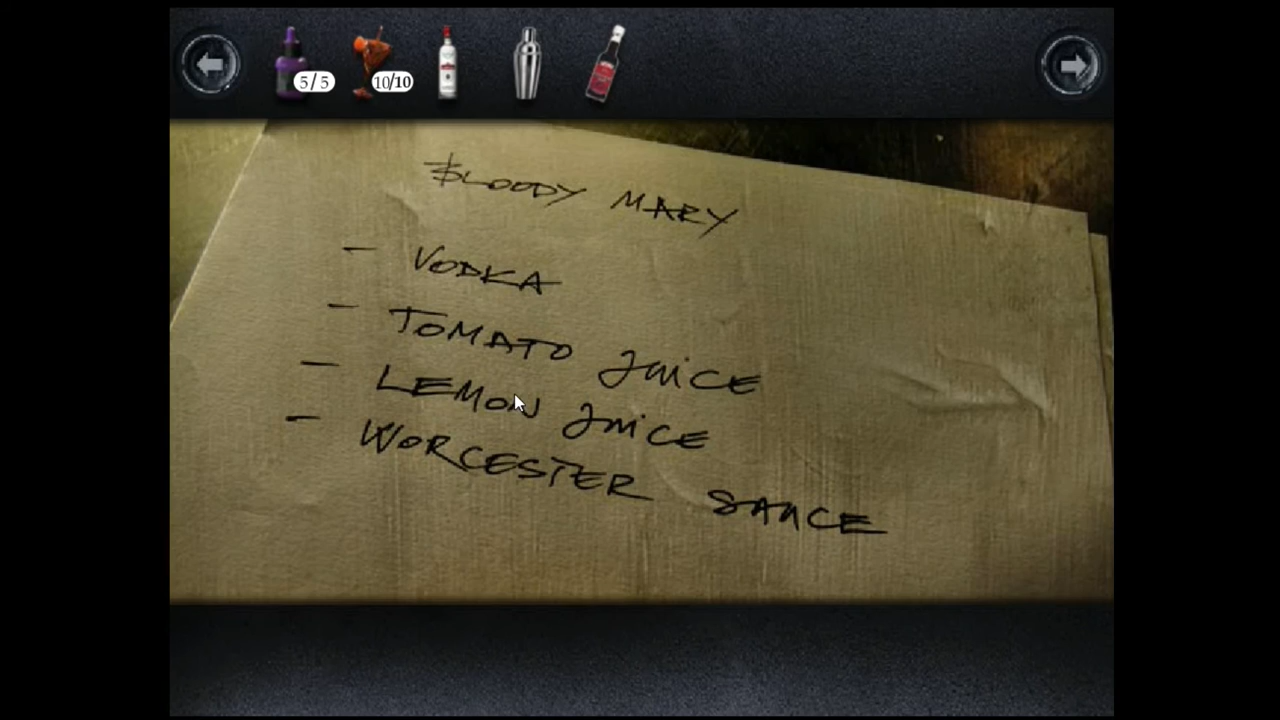 5/5
10/10
BLOODY MARY
- VODKA
- TOMATO JUICE
- LEMON JUICE
- WORCESTER SAUCE